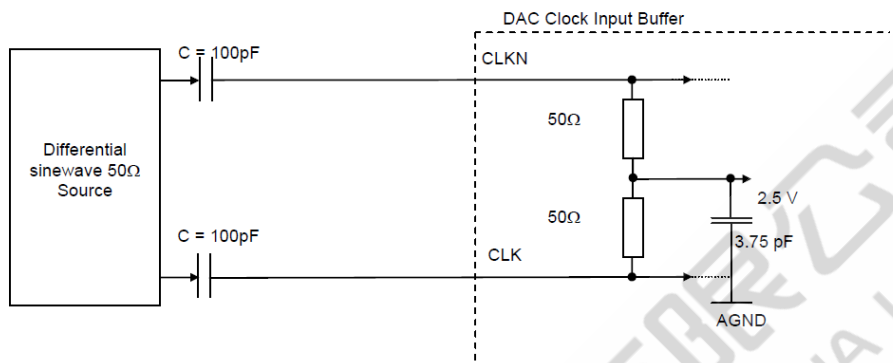 DAC Clock Input Buffer
C = 100pF
CLKN
50Ω
Differential
sinewave 50Ω
Source
2.5 V
50Ω
3.75 pF
C = 100pF
CLK
AGND